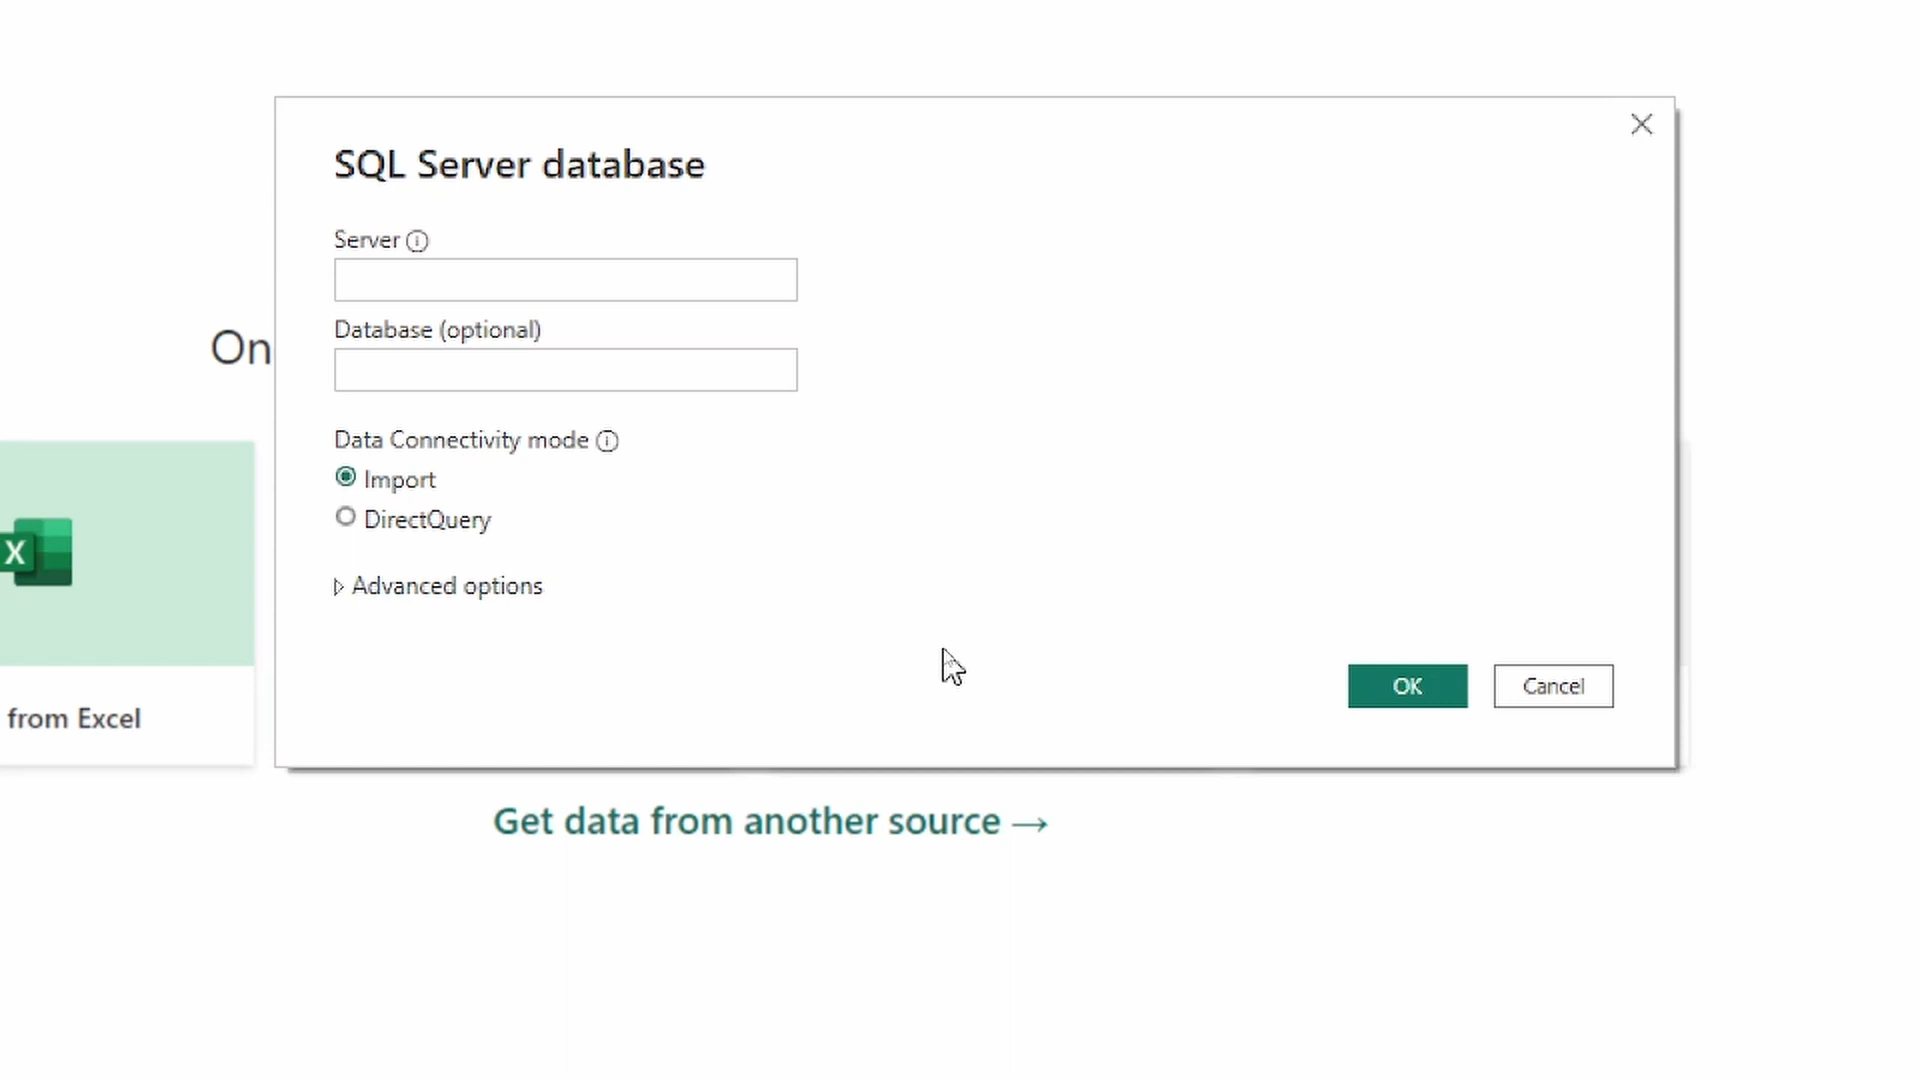 SQL Server database
Server
Database (optional)
On
Data Connectivity mode
Import
DirectQuery
X
Advanced options
OK
Cancel
from Excel
Get data from another source →